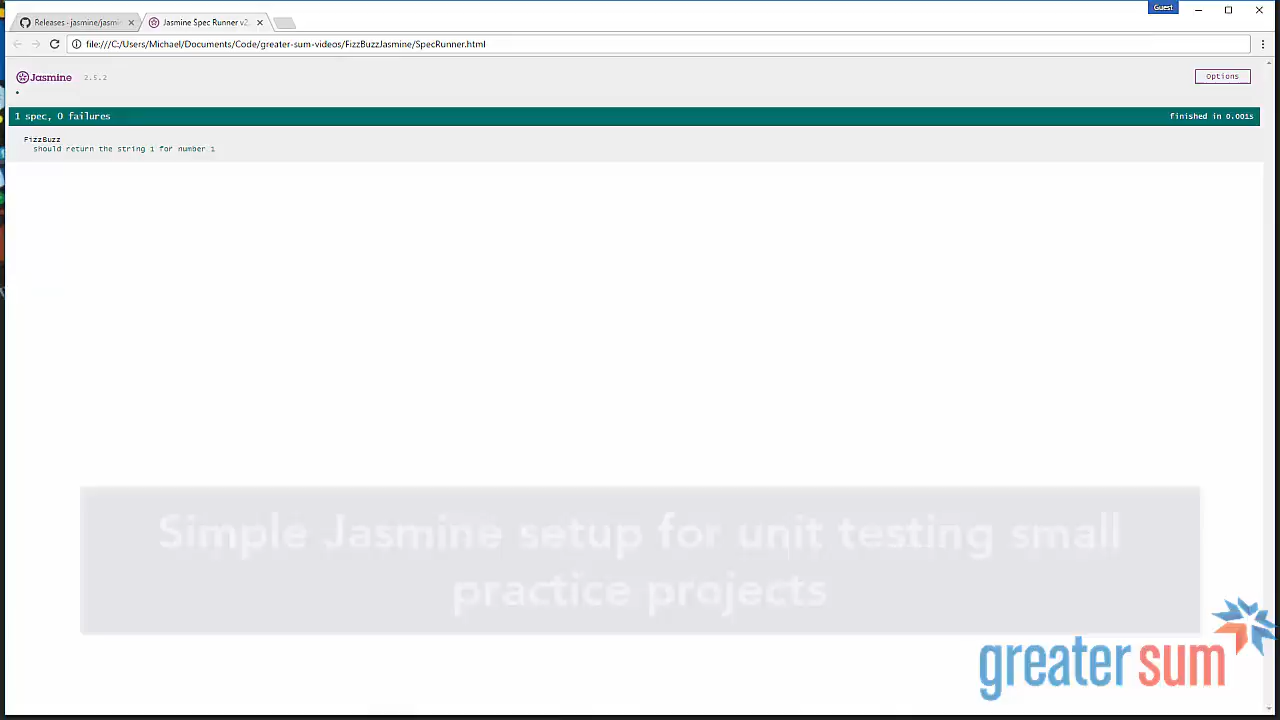 Guest
Releases · jasmine/jasmi
Jasmine Spec Runner v2
file:///C:/Users/Michael/Documents/Code/greater-sum-videos/FizzBuzzJasmine/SpecRunner.html
Jasmine 2.5.2
Options
1 spec, 0 failures
finished in 0.001s
FizzBuzz
should return the string 1 for number 1
Simple Jasmine setup for unit testing small
practice projects
greater sum